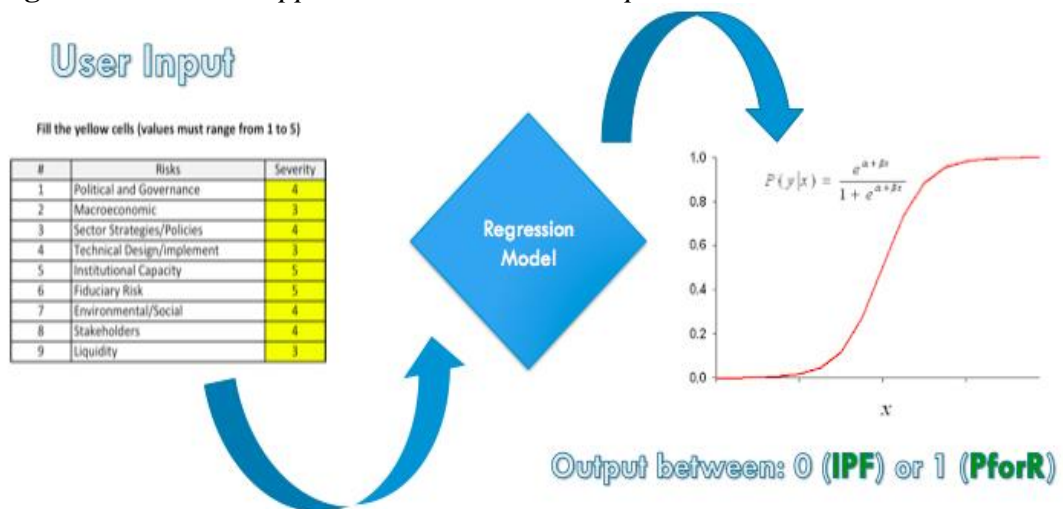 User Input
Fill the yellow cells (values must range from 1 to 5)
# Risks Severity
1 Political and Governance 4
2 Macroeconomic 3
3 Sector Strategies/Policies 4
4 Technical Design/implement 3
5 Institutional Capacity 5
6 Fiduciary Risk 5
7 Environmental/Social 4
8 Stakeholders 4
9 Liquidity 3
Regression
Model
P(y|x) = e^{α+βx} / 1 + e^{α+βx}
1.0
0.8
0.6
0.4
0.2
0.0
x
Output between: 0 (IPF) or 1 (PforR)